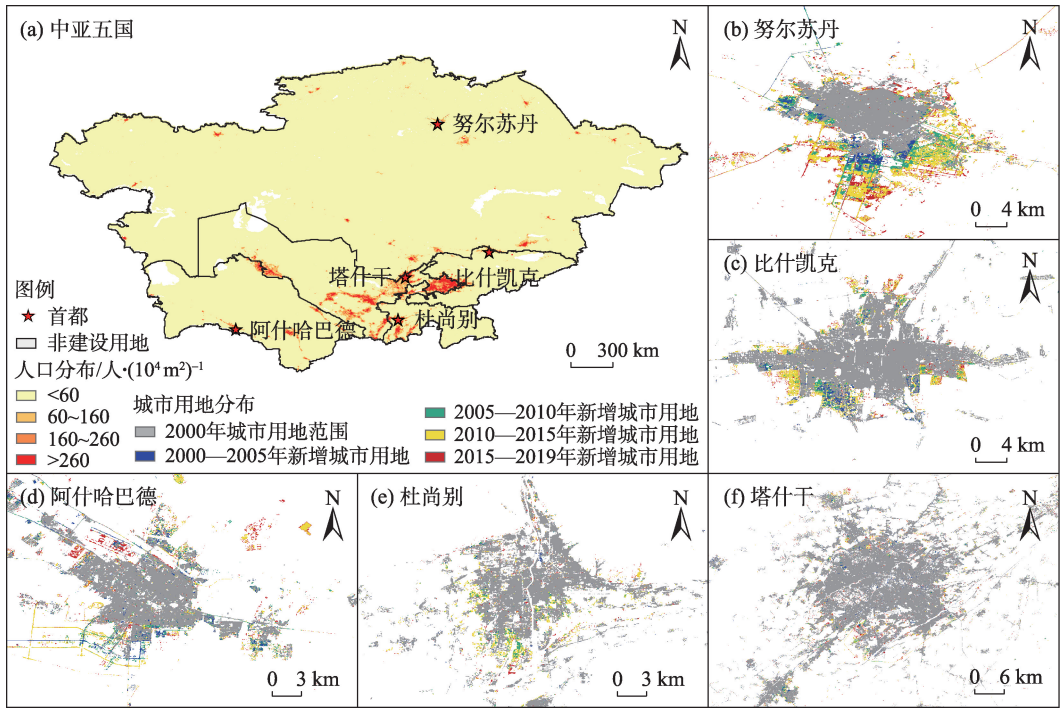 (a) 中亚五国
N
努尔苏丹
塔什干
比什凯克
阿什哈巴德
杜尚别
0 300 km
图例
首都
非建设用地
人口分布/人·(10⁴ m²)⁻¹
<60
60~160
160~260
>260
城市用地分布
2000年城市用地范围
2000—2005年新增城市用地
2005—2010年新增城市用地
2010—2015年新增城市用地
2015—2019年新增城市用地
(b) 努尔苏丹
N
0 4 km
(c) 比什凯克
N
0 4 km
(d) 阿什哈巴德
N
0 3 km
(e) 杜尚别
N
0 3 km
(f) 塔什干
N
0 6 km